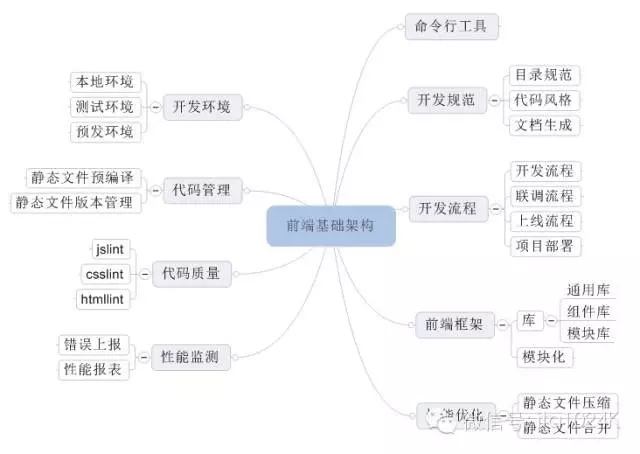 前端基础架构
命令行工具
开发规范
目录规范
代码风格
文档生成
开发流程
开发流程
联调流程
上线流程
项目部署
前端框架
库
通用库
组件库
模块库
模块化
能优化
静态文件压缩
静态文件合并
开发环境
本地环境
测试环境
预发环境
代码管理
静态文件预编译
静态文件版本管理
代码质量
jslint
csslint
htmllint
性能监测
错误上报
性能报表
微信号: